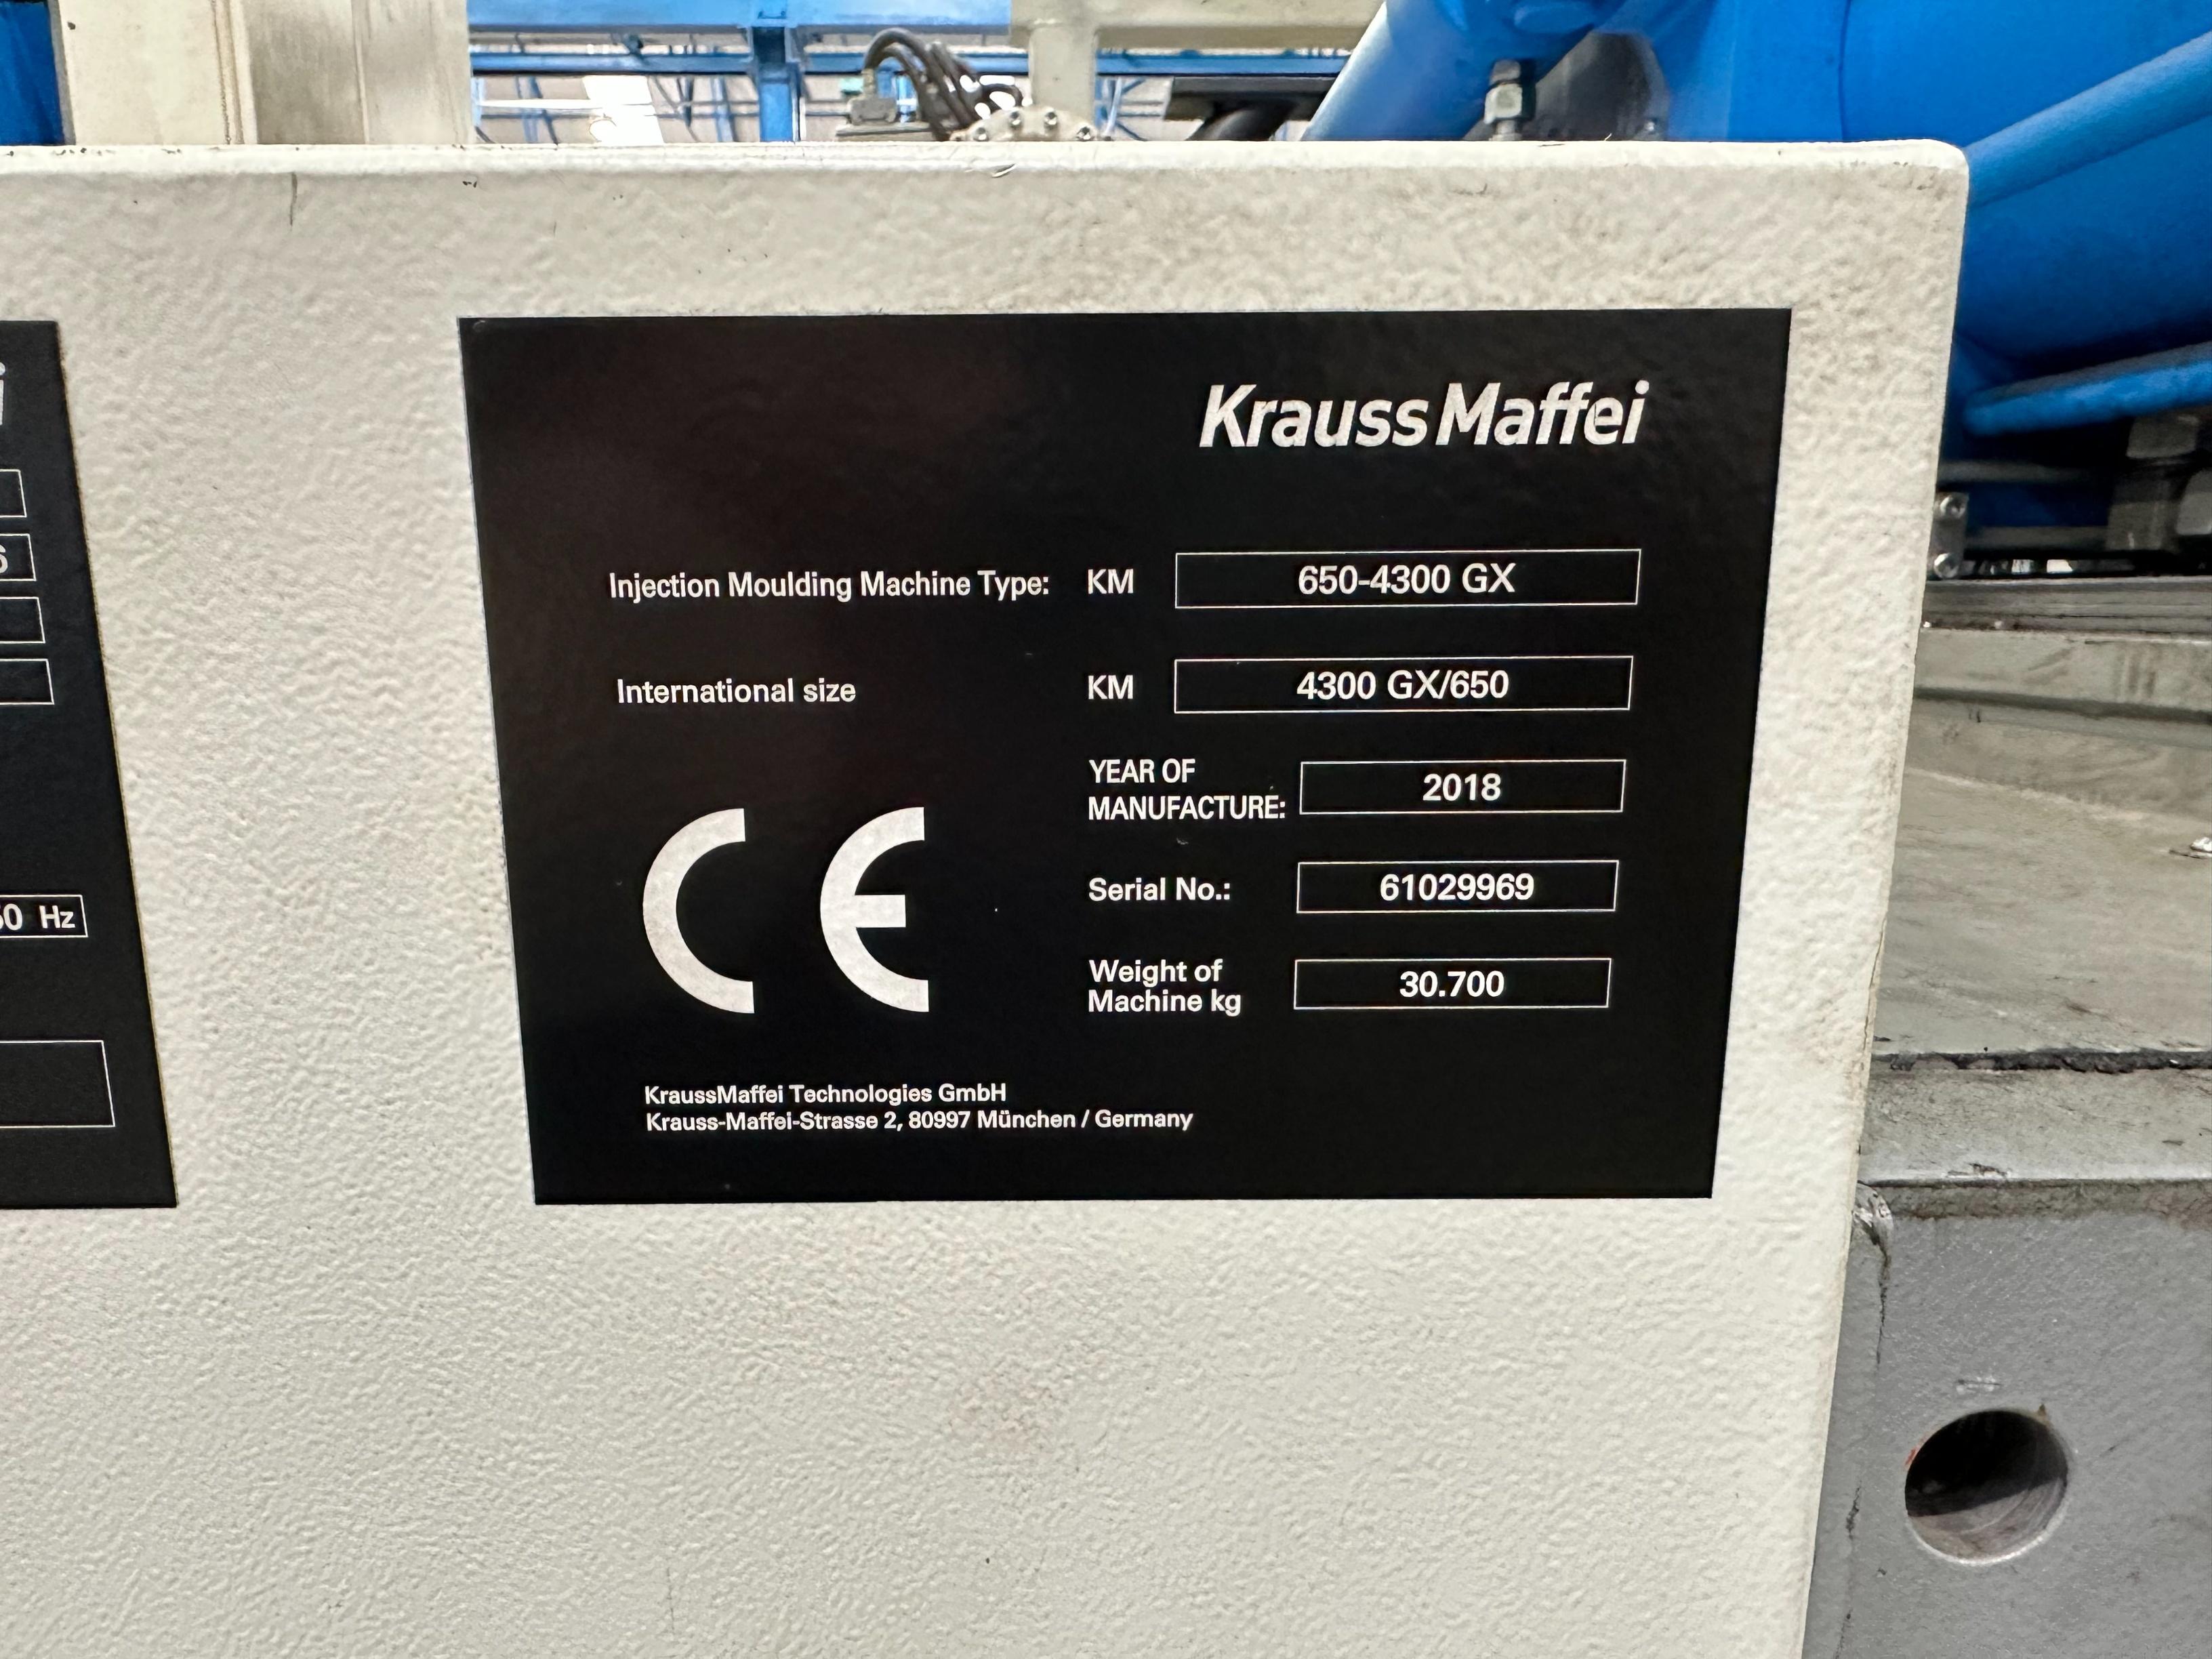 KraussMaffei
Injection Moulding Machine Type: KM 650-4300 GX
International size KM 4300 GX/650
YEAR OF
MANUFACTURE: 2018
Serial No.: 61029969
Weight of
Machine kg 30.700
CE
KraussMaffei Technologies GmbH
Krauss-Maffei-Strasse 2, 80997 München / Germany
i
6
Hz